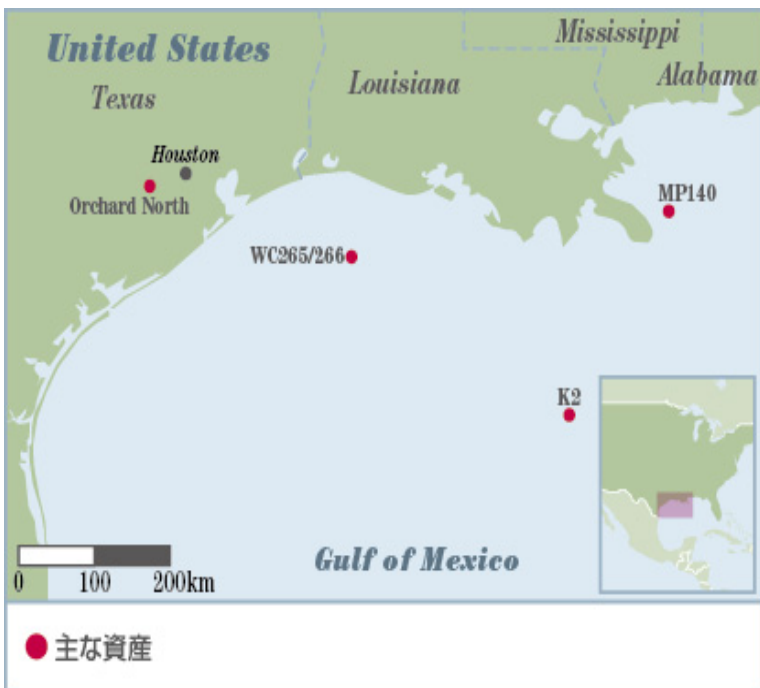 United States
Mississippi
Texas
Louisiana
Alabama
Houston
Orchard North
MP140
WC265/266
K2
Gulf of Mexico
0 100 200km
主な資産